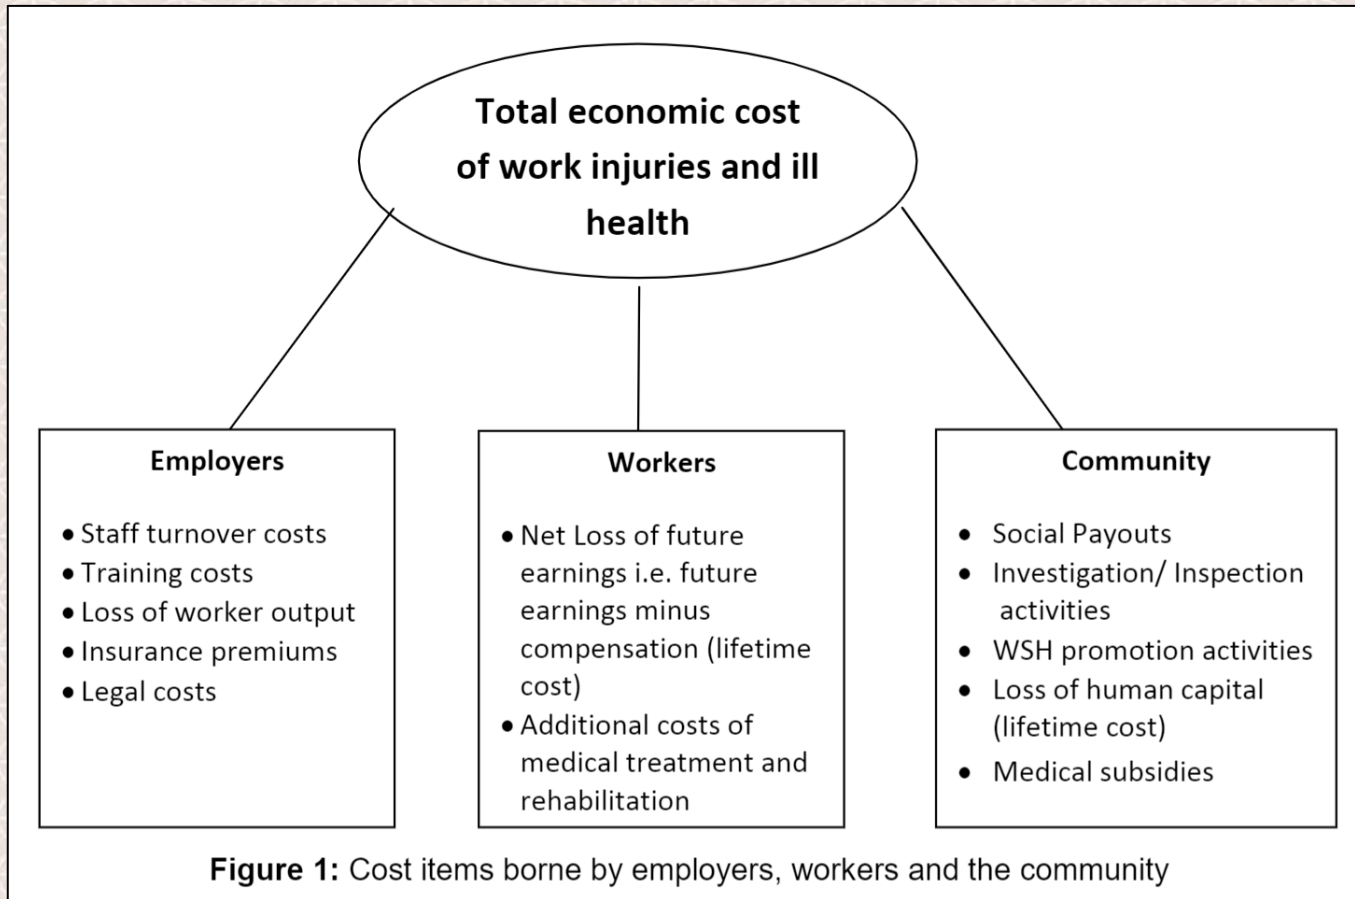 Total economic cost
of work injuries and ill
health
Employers
• Staff turnover costs
• Training costs
• Loss of worker output
• Insurance premiums
• Legal costs
Workers
• Net Loss of future
earnings i.e. future
earnings minus
compensation (lifetime
cost)
• Additional costs of
medical treatment and
rehabilitation
Community
• Social Payouts
• Investigation/ Inspection
activities
• WSH promotion activities
• Loss of human capital
(lifetime cost)
• Medical subsidies
Figure 1: Cost items borne by employers, workers and the community